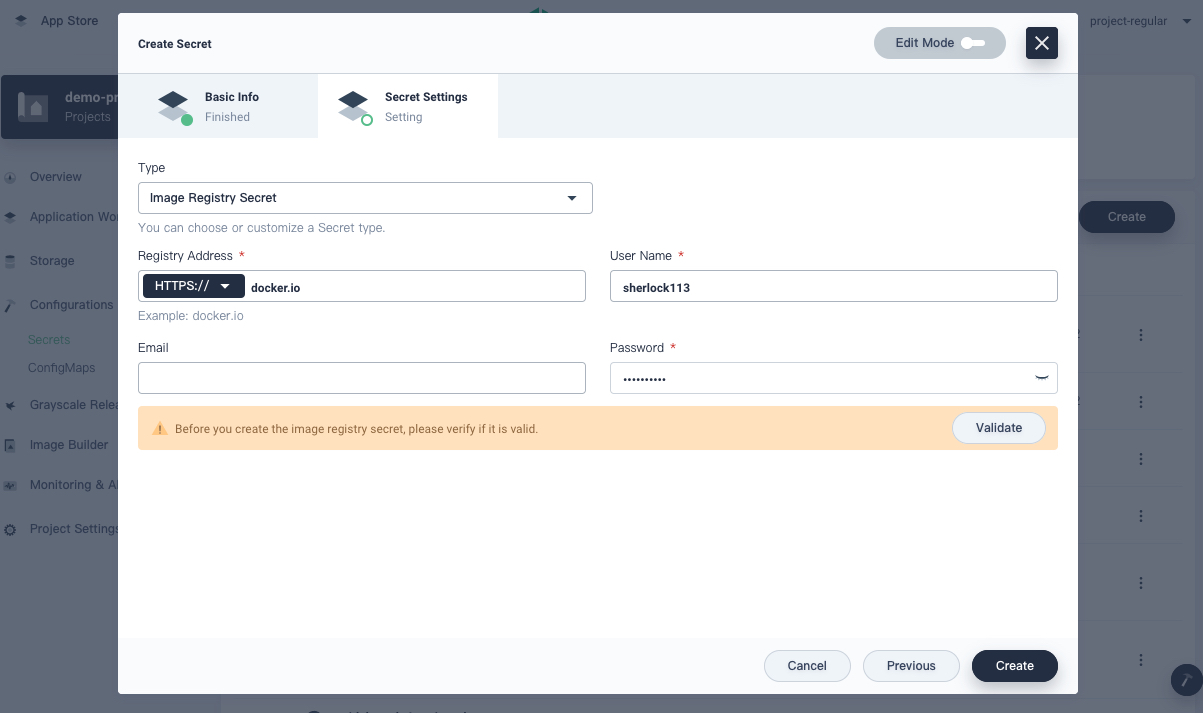 App Store
project-regular
Create Secret
Edit Mode
demo-pr
Projects
Basic Info
Finished
Secret Settings
Setting
Overview
Application Wo
Storage
Configurations
Secrets
ConfigMaps
Grayscale Relea
Image Builder
Monitoring & Al
Project Settings
Type
Image Registry Secret
You can choose or customize a Secret type.
Registry Address *
HTTPS://
docker.io
Example: docker.io
User Name *
sherlock113
Email
Password *
••••••••••
Before you create the image registry secret, please verify if it is valid.
Validate
Create
Cancel
Previous
Create